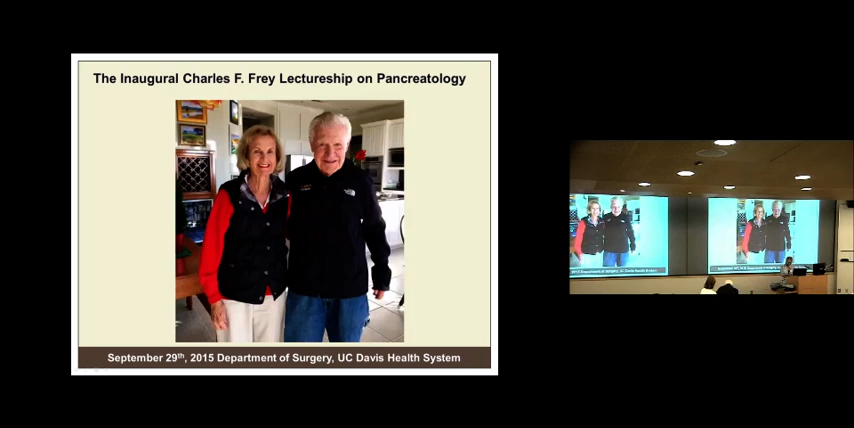 The Inaugural Charles F. Frey Lectureship on Pancreatology
September 29th, 2015 Department of Surgery, UC Davis Health System